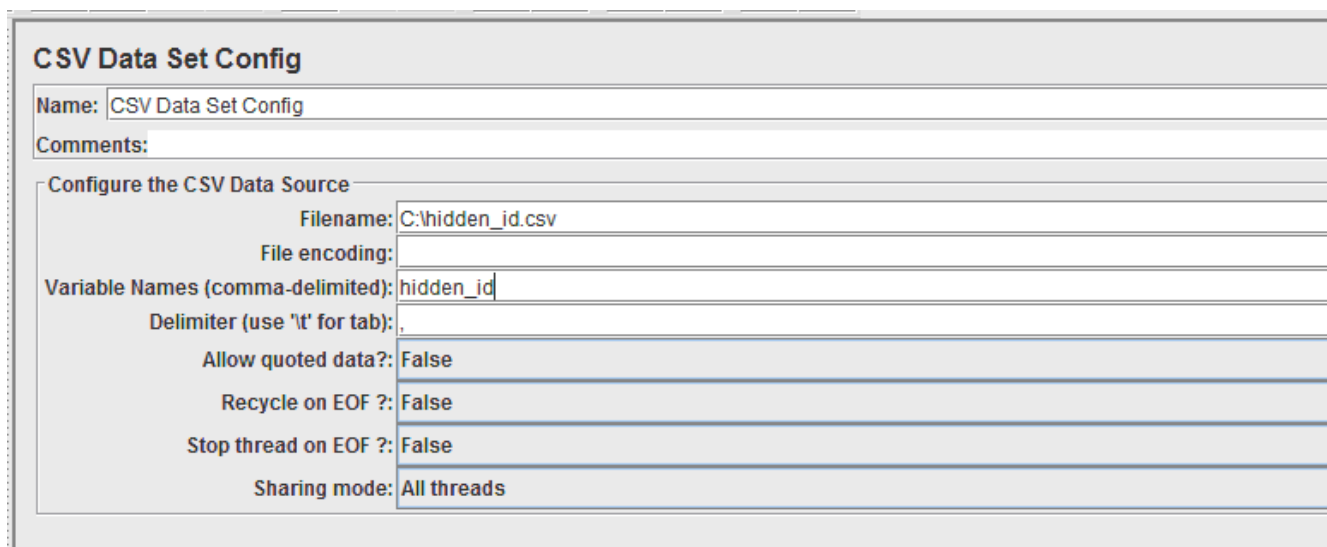 CSV Data Set Config
Name: CSV Data Set Config
Comments:
Configure the CSV Data Source
Filename: C:\hidden_id.csv
File encoding:
Variable Names (comma-delimited): hidden_id
Delimiter (use '\t' for tab): ,
Allow quoted data?: False
Recycle on EOF ?: False
Stop thread on EOF ?: False
Sharing mode: All threads